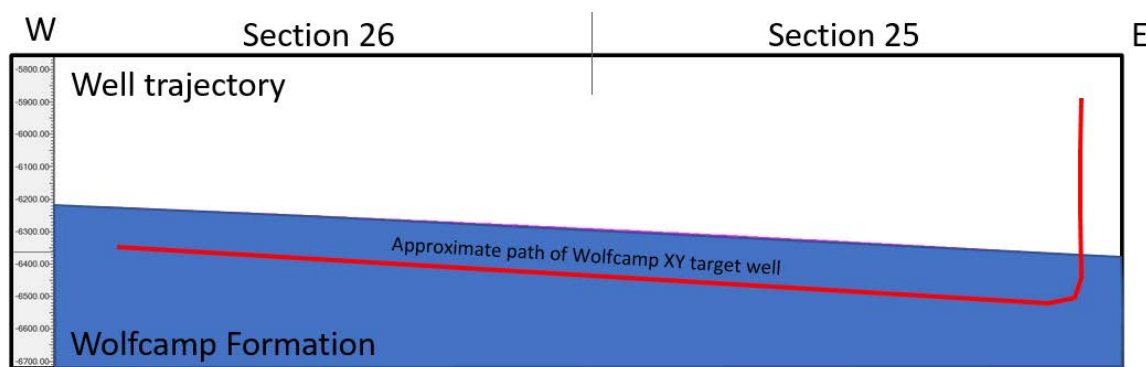 W Section 26 Section 25 E
Well trajectory
-5800.00
-5900.00
-6000.00
-6100.00
-6200.00
-6300.00
-6400.00
-6500.00
-6600.00
-6700.00
Approximate path of Wolfcamp XY target well
Wolfcamp Formation